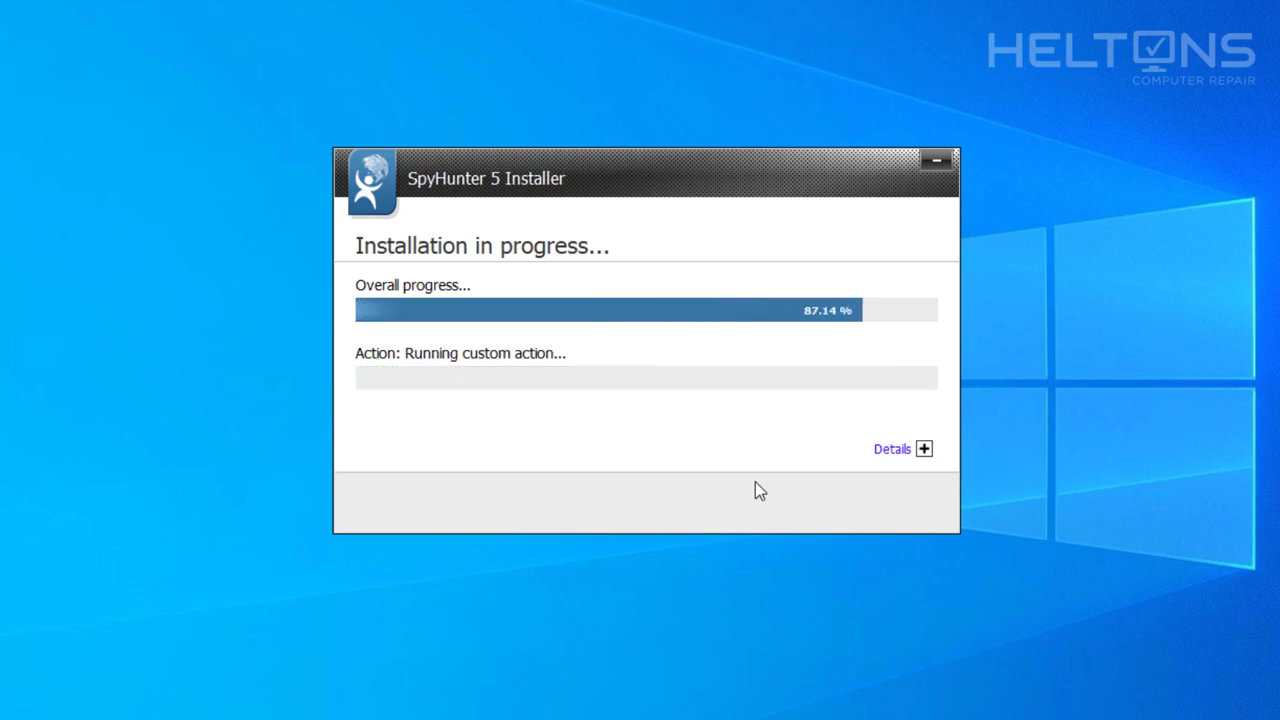 HELTONS
COMPUTER REPAIR
SpyHunter 5 Installer
Installation in progress...
Overall progress...
87.14 %
Action: Running custom action...
Details